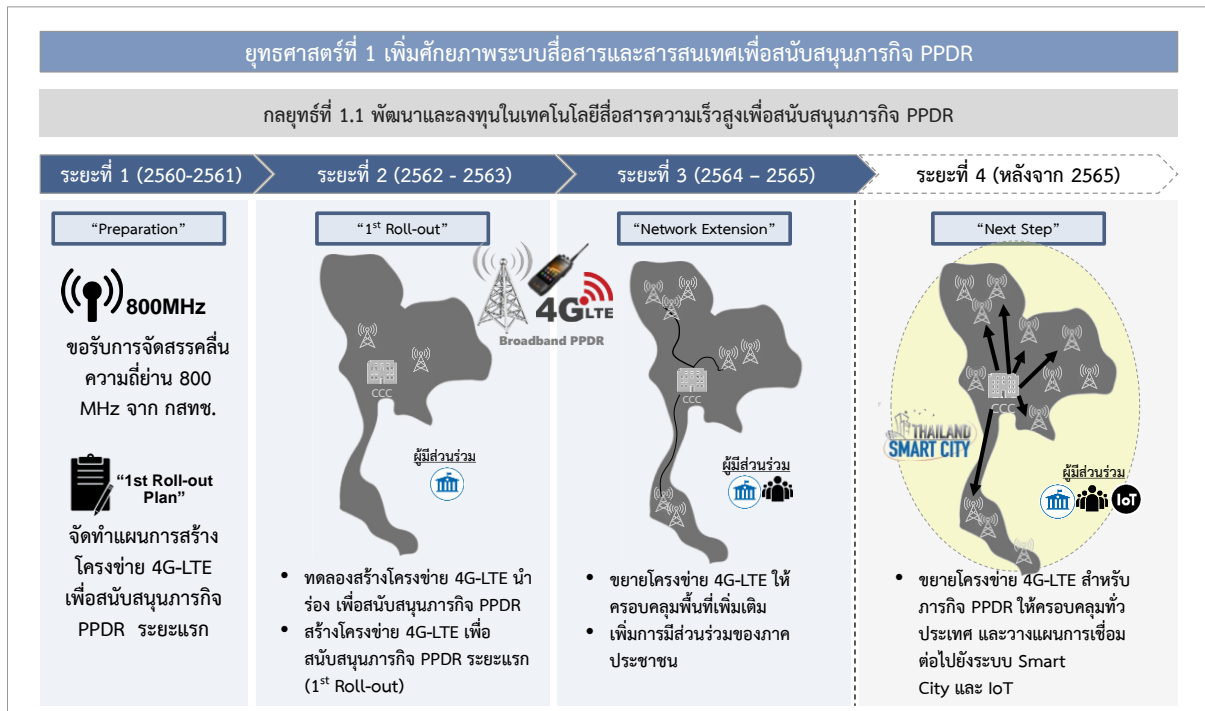 ยุทธศาสตร์ที่ 1 เพิ่มศักยภาพระบบสื่อสารและสารสนเทศเพื่อสนับสนุนภารกิจ PPDR
กลยุทธ์ที่ 1.1 พัฒนาและลงทุนในเทคโนโลยีสื่อสารความเร็วสูงเพื่อสนับสนุนภารกิจ PPDR
ระยะที่ 1 (2560-2561)
ระยะที่ 2 (2562 - 2563)
ระยะที่ 3 (2564 – 2565)
ระยะที่ 4 (หลังจาก 2565)
“Preparation”
800MHz
ขอรับการจัดสรรคลื่น
ความถี่ย่าน 800
MHz จาก กสทช.
“1st Roll-out
Plan”
จัดทำแผนการสร้าง
โครงข่าย 4G-LTE
เพื่อสนับสนุนภารกิจ
PPDR ระยะแรก
“1st Roll-out”
4G LTE
Broadband PPDR
CCC
ผู้มีส่วนร่วม
• ทดลองสร้างโครงข่าย 4G-LTE นำ
ร่อง เพื่อสนับสนุนภารกิจ PPDR
• สร้างโครงข่าย 4G-LTE เพื่อ
สนับสนุนภารกิจ PPDR ระยะแรก
(1st Roll-out)
“Network Extension”
CCC
ผู้มีส่วนร่วม
• ขยายโครงข่าย 4G-LTE ให้
ครอบคลุมพื้นที่เพิ่มเติม
• เพิ่มการมีส่วนร่วมของภาค
ประชาชน
“Next Step”
CCC
THAILAND
SMART CITY
ผู้มีส่วนร่วม
IoT
• ขยายโครงข่าย 4G-LTE สำหรับ
ภารกิจ PPDR ให้ครอบคลุมทั่ว
ประเทศ และวางแผนการเชื่อม
ต่อไปยังระบบ Smart
City และ IoT